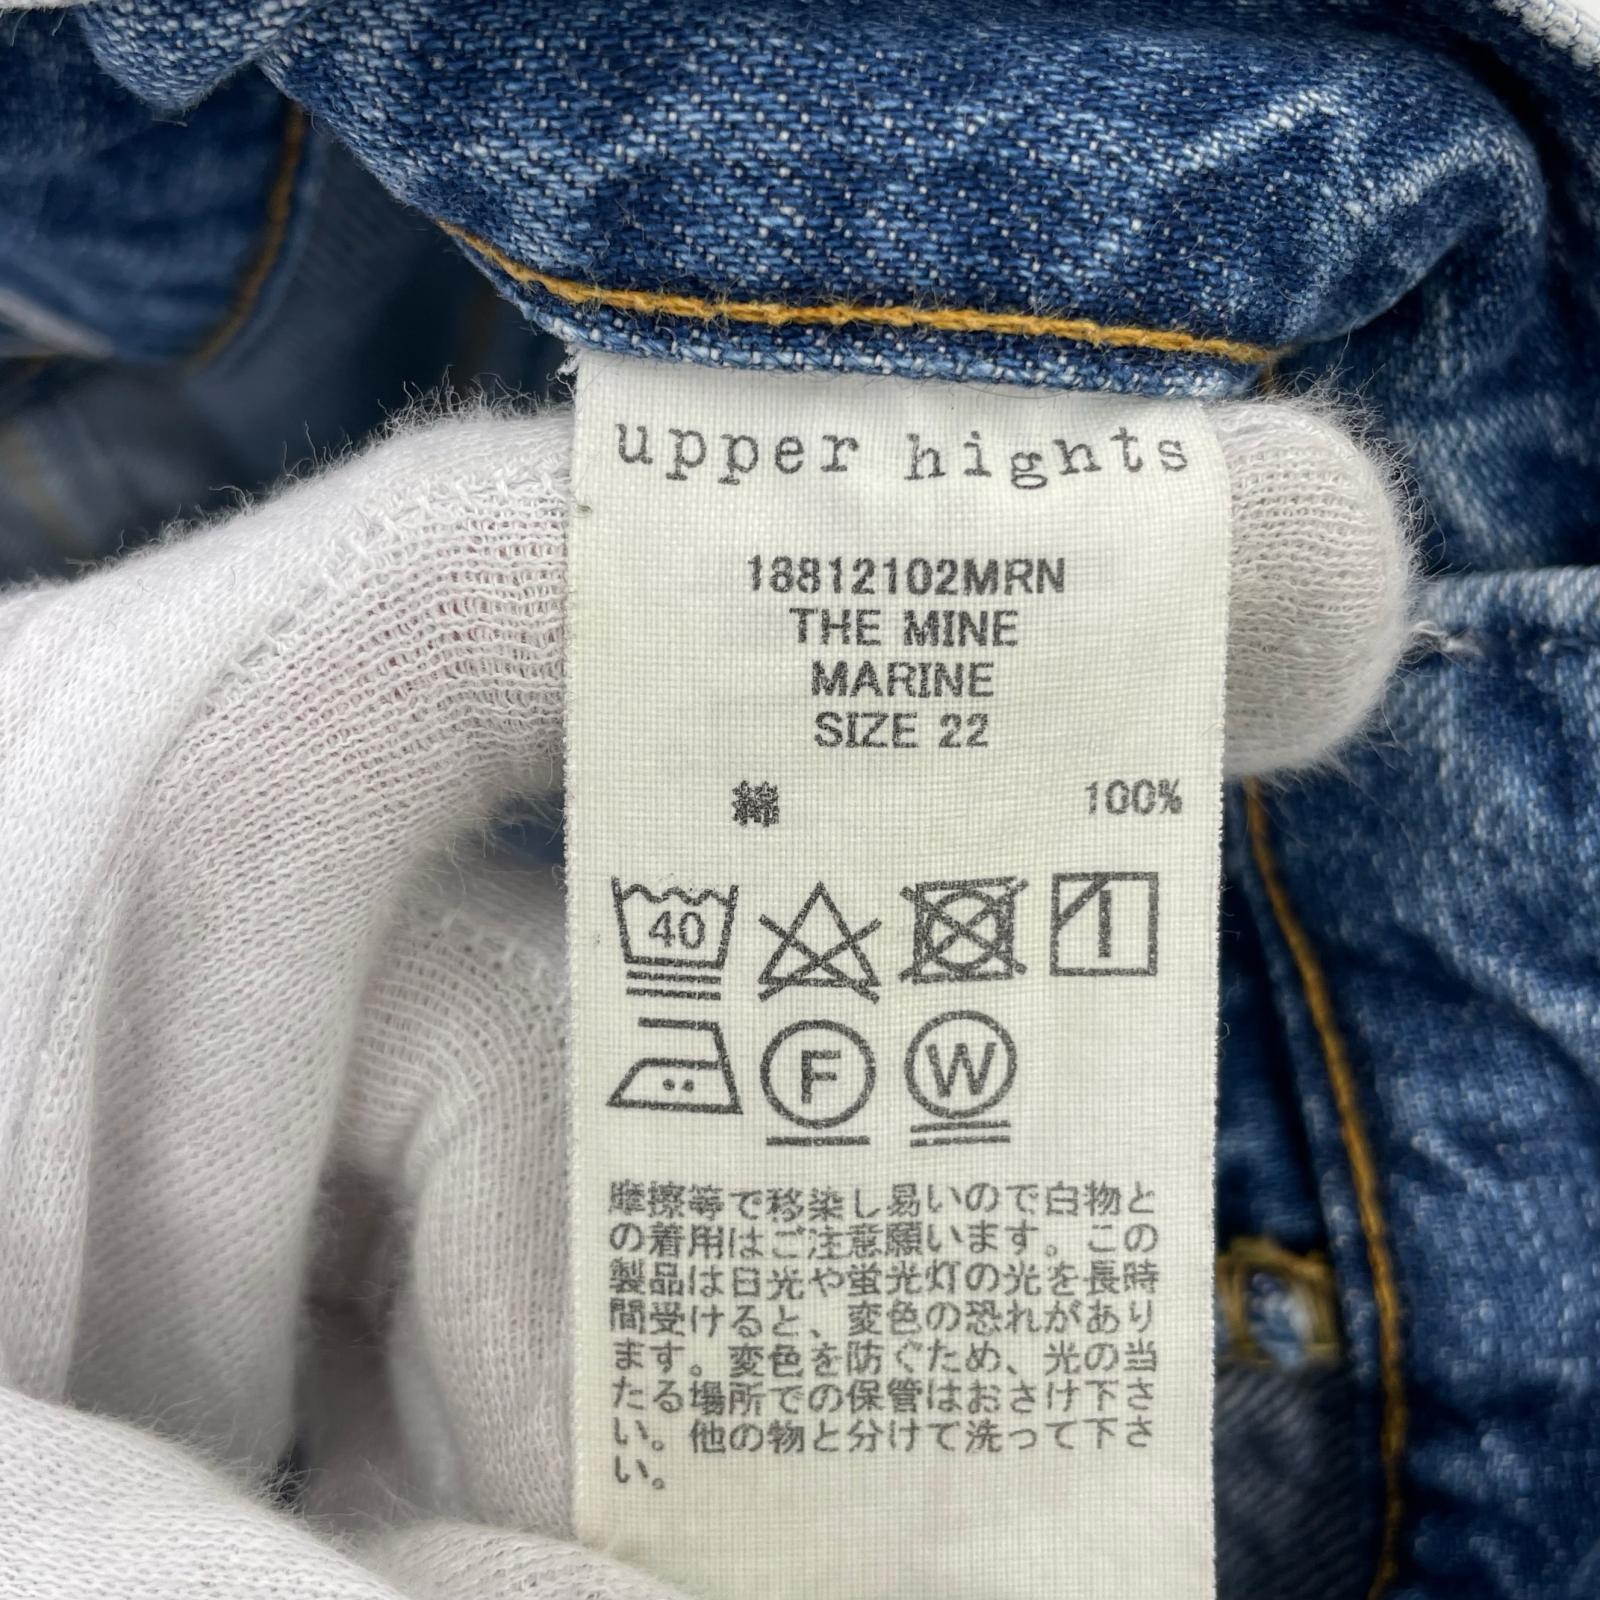 upper hights
18812102MRN
THE MINE
MARINE
SIZE 22
綿 100%
40
F W
摩擦等で移染し易いので白物と
の着用はご注意願います。この
製品は日光や蛍光灯の光を長時
間受けると、変色の恐れがあり
ます。変色を防ぐため、光の当
たる場所での保管はおさけ下さ
い。他の物と分けて洗って下さ
い。